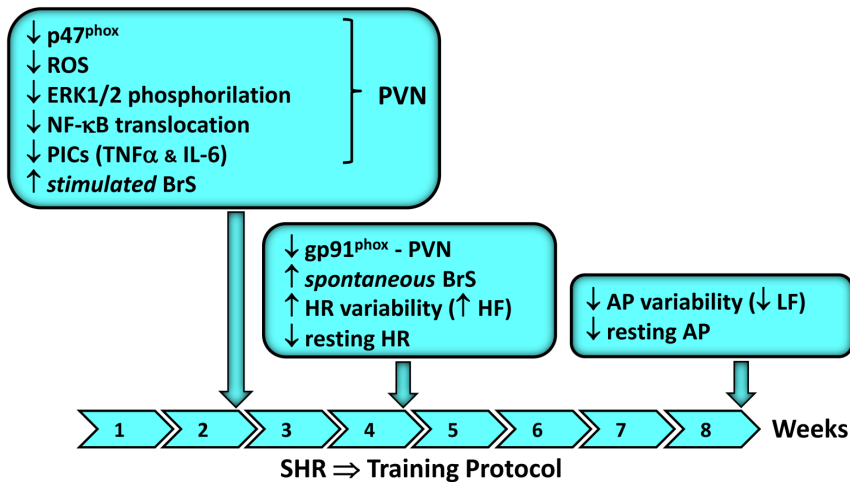 ↓ p47phox
↓ ROS
↓ ERK1/2 phosphorilation
↓ NF-κB translocation
↓ PICs (TNFα & IL-6)
↑ stimulated BrS
PVN
↓ gp91phox - PVN
↑ spontaneous BrS
↑ HR variability (↑ HF)
↓ resting HR
↓ AP variability (↓ LF)
↓ resting AP
1 2 3 4 5 6 7 8 Weeks
SHR ⇒ Training Protocol